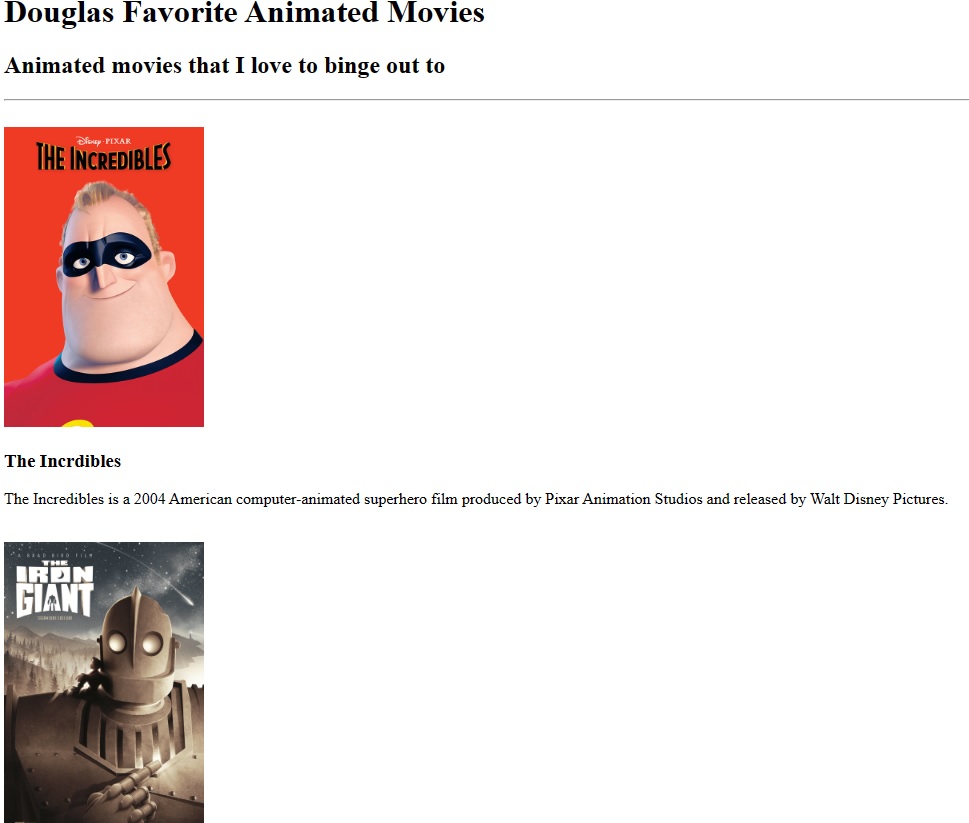 Douglas Favorite Animated Movies
Animated movies that I love to binge out to
Disney · PIXAR
THE INCREDIBLES
The Incrdibles
The Incredibles is a 2004 American computer-animated superhero film produced by Pixar Animation Studios and released by Walt Disney Pictures.
A BRAD BIRD FILM
THE
IRON
GIANT
SIGNATURE EDITION